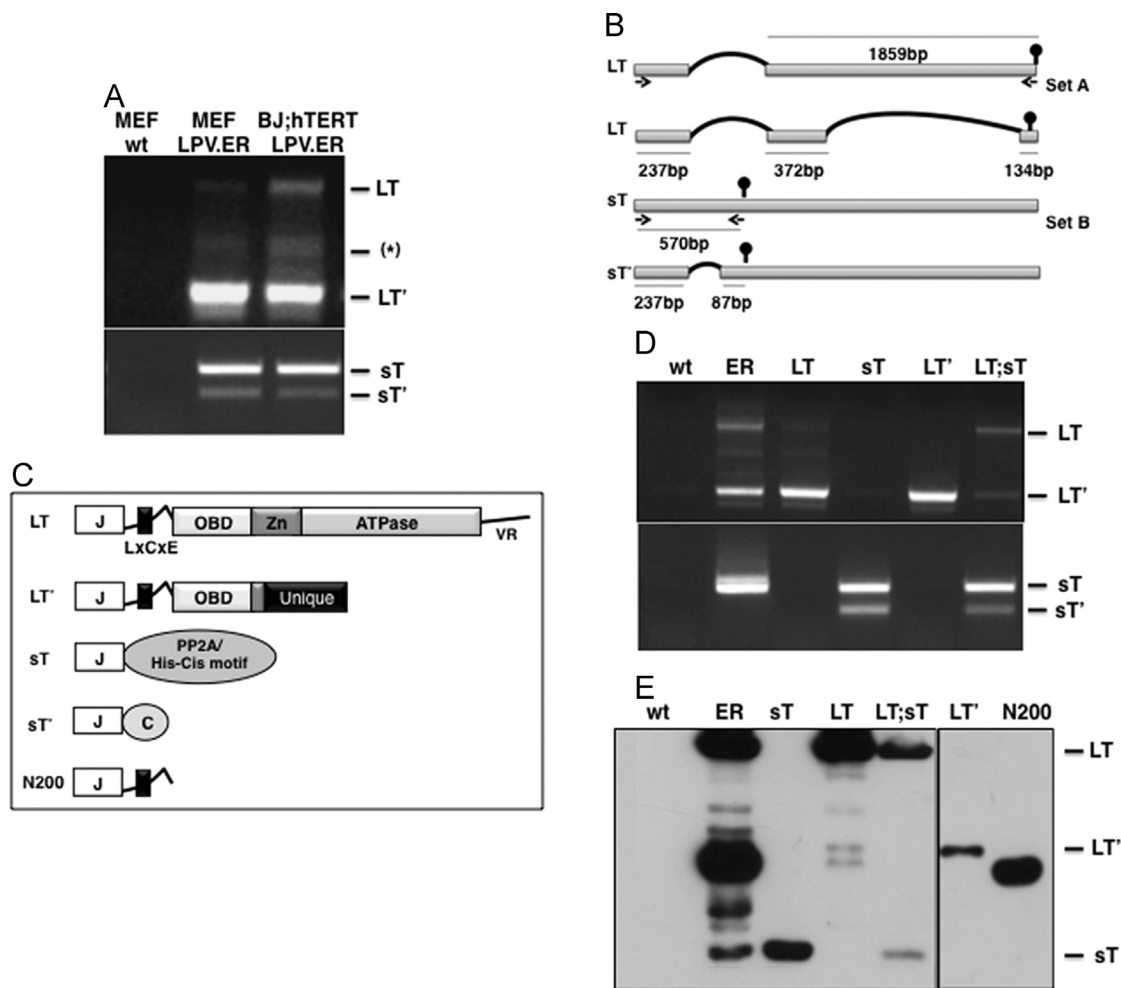 A
MEF wt
MEF LPV.ER
BJ;hTERT LPV.ER
LT
(*)
LT'
sT
sT'
B
LT
1859bp
Set A
LT
237bp
372bp
134bp
sT
Set B
570bp
sT'
237bp
87bp
C
LT
J
LxCxE
OBD
Zn
ATPase
VR
LT'
J
OBD
Unique
sT
J
PP2A/
His-Cis motif
sT'
J
C
N200
J
D
wt ER LT sT LT' LT;sT
LT
LT'
sT
sT'
E
wt ER sT LT LT;sT LT' N200
LT
LT'
sT